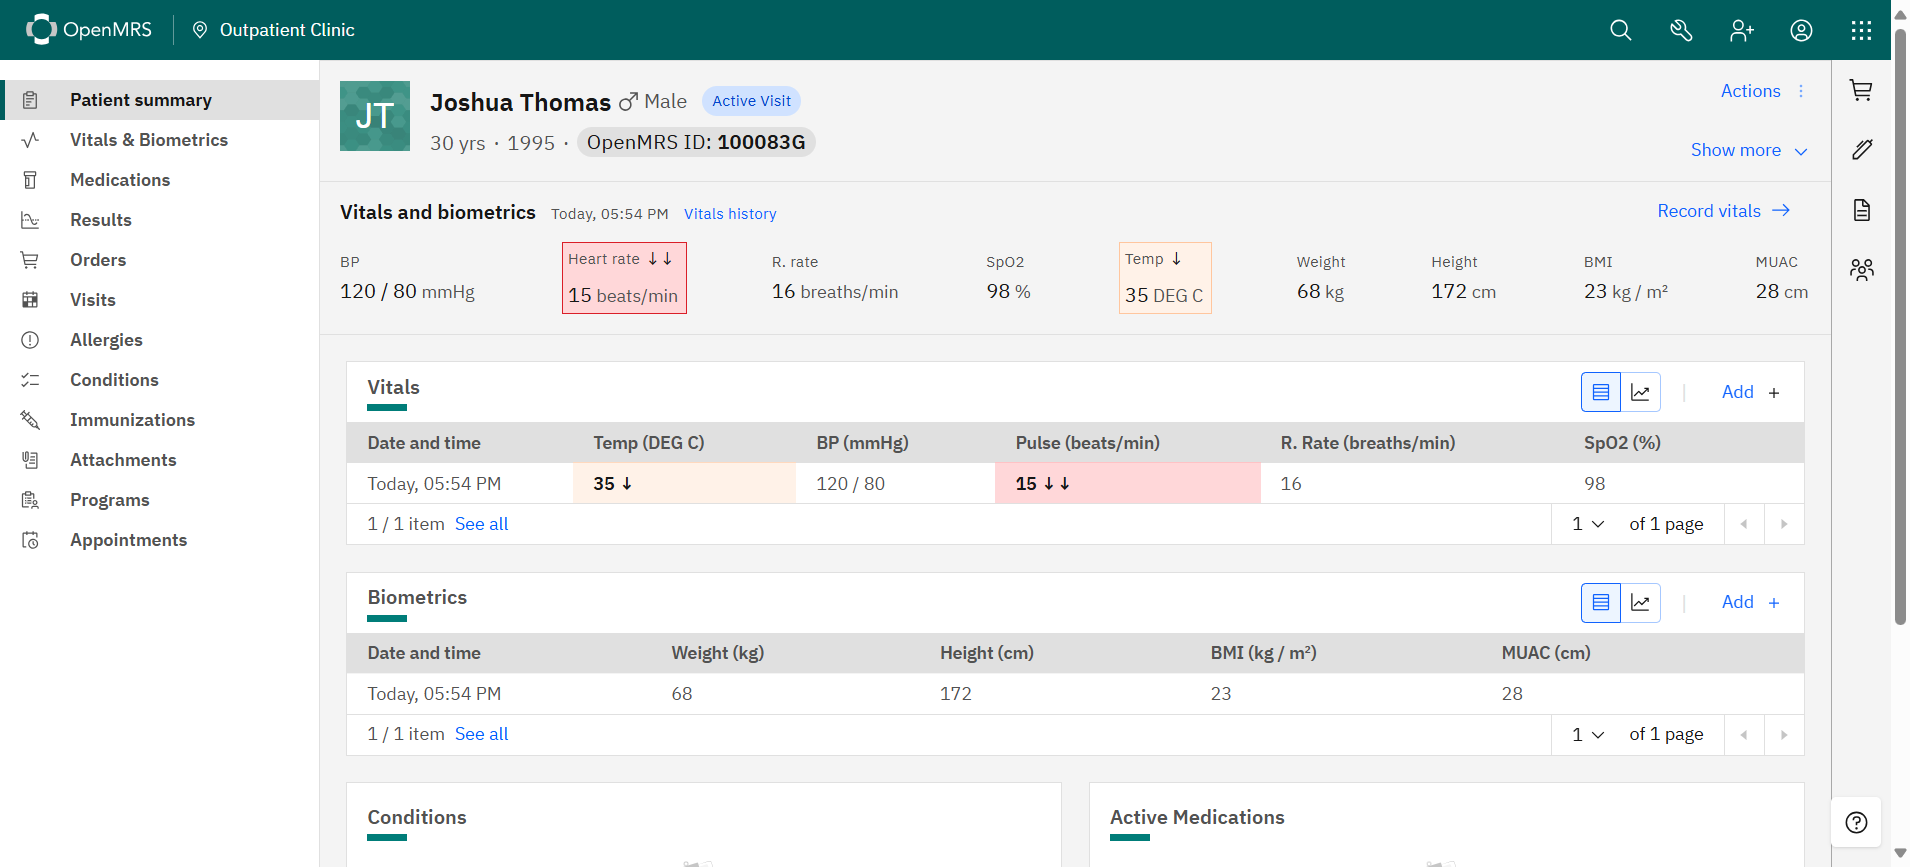 OpenMRS
Outpatient Clinic
Patient summary
Vitals & Biometrics
Medications
Results
Orders
Visits
Allergies
Conditions
Immunizations
Attachments
Programs
Appointments
JT
Joshua Thomas Male Active Visit
30 yrs · 1995 · OpenMRS ID: 100083G
Actions
Show more
Vitals and biometrics Today, 05:54 PM Vitals history
Record vitals →
BP
120 / 80 mmHg
Heart rate ↓↓
15 beats/min
R. rate
16 breaths/min
SpO2
98 %
Temp ↓
35 DEG C
Weight
68 kg
Height
172 cm
BMI
23 kg / m²
MUAC
28 cm
Vitals
Add +
Date and time Temp (DEG C) BP (mmHg) Pulse (beats/min) R. Rate (breaths/min) SpO2 (%)
Today, 05:54 PM 35 ↓ 120 / 80 15 ↓↓ 16 98
1 / 1 item See all
1 of 1 page
Biometrics
Add +
Date and time Weight (kg) Height (cm) BMI (kg / m²) MUAC (cm)
Today, 05:54 PM 68 172 23 28
1 / 1 item See all
1 of 1 page
Conditions
Active Medications